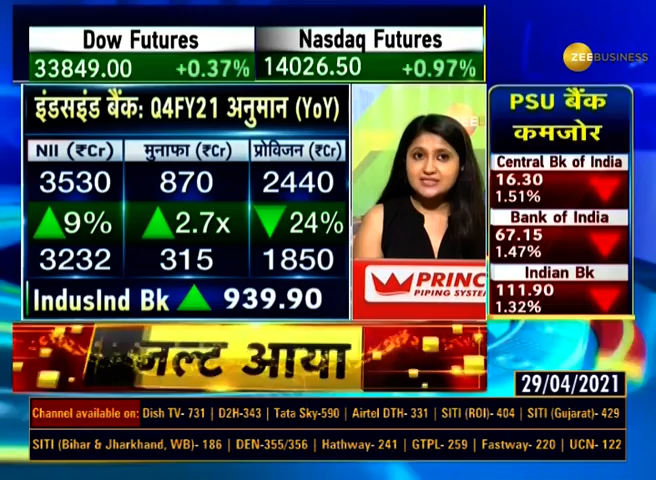 Dow Futures
33849.00 +0.37%
Nasdaq Futures
14026.50 +0.97%
ZEEBUSINESS
इंडसइंड बैंक: Q4FY21 अनुमान (YoY)
NII (₹Cr) मुनाफा (₹Cr) प्रोविजन (₹Cr)
3530 870 2440
▲9% ▲2.7x ▼24%
3232 315 1850
IndusInd Bk ▲ 939.90
PRINC
PIPING SYSTE
PSU बैंक
कमजोर
Central Bk of India
16.30
1.51%
Bank of India
67.15
1.47%
Indian Bk
111.90
1.32%
जल्ट आया
29/04/2021
Channel available on: Dish TV- 731 | D2H-343 | Tata Sky-590 | Airtel DTH- 331 | SITI (ROI)- 404 | SITI (Gujarat)- 429
SITI (Bihar & Jharkhand, WB)- 186 | DEN-355/356 | Hathway- 241 | GTPL- 259 | Fastway- 220 | UCN- 122